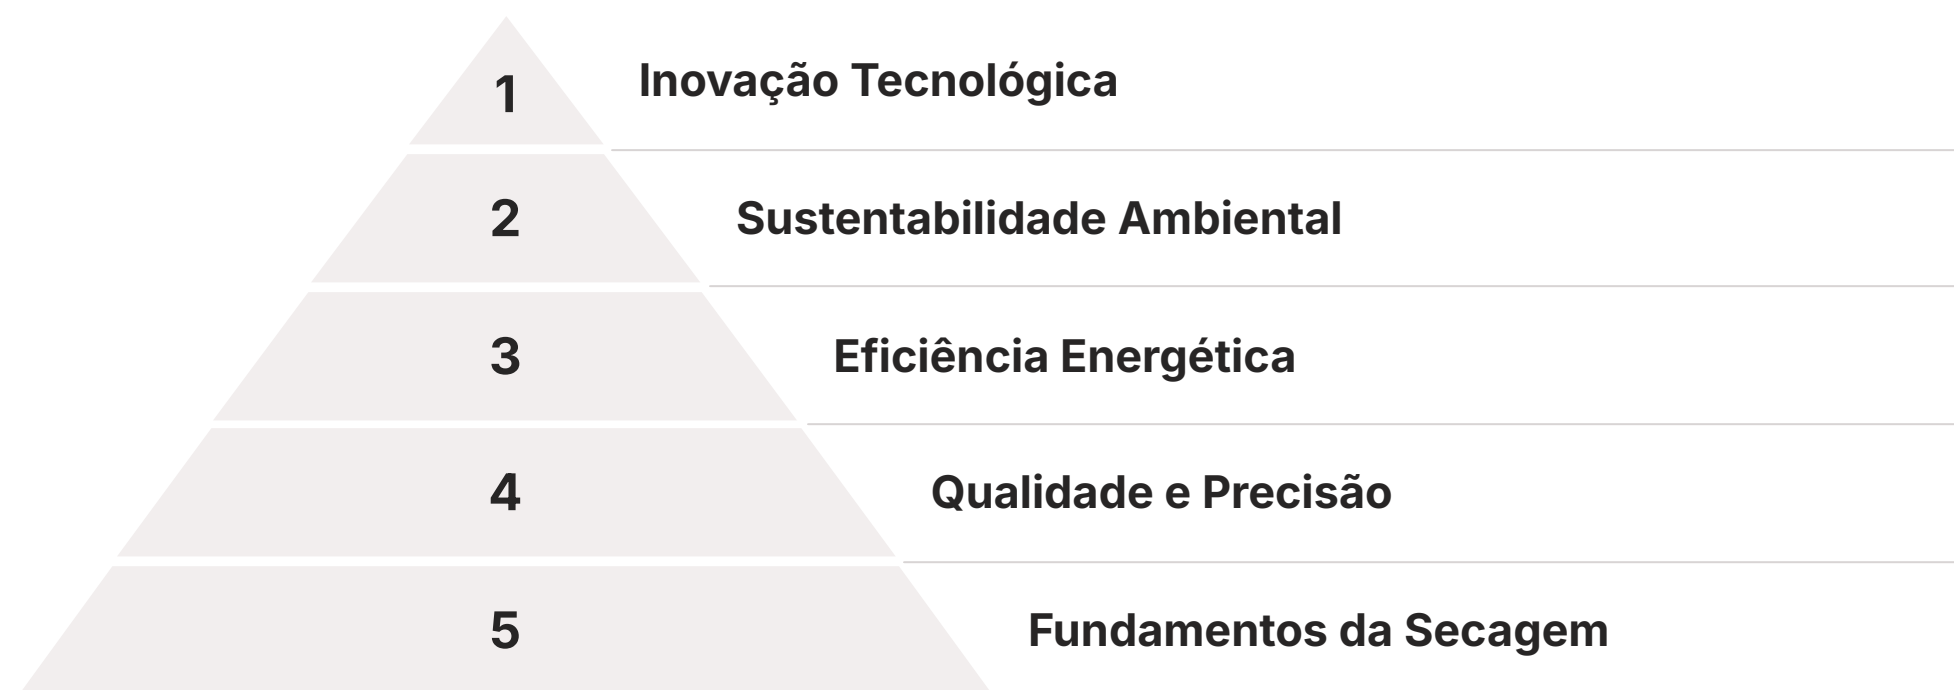 1
Inovação Tecnológica
2
Sustentabilidade Ambiental
3
Eficiência Energética
4
Qualidade e Precisão
5
Fundamentos da Secagem